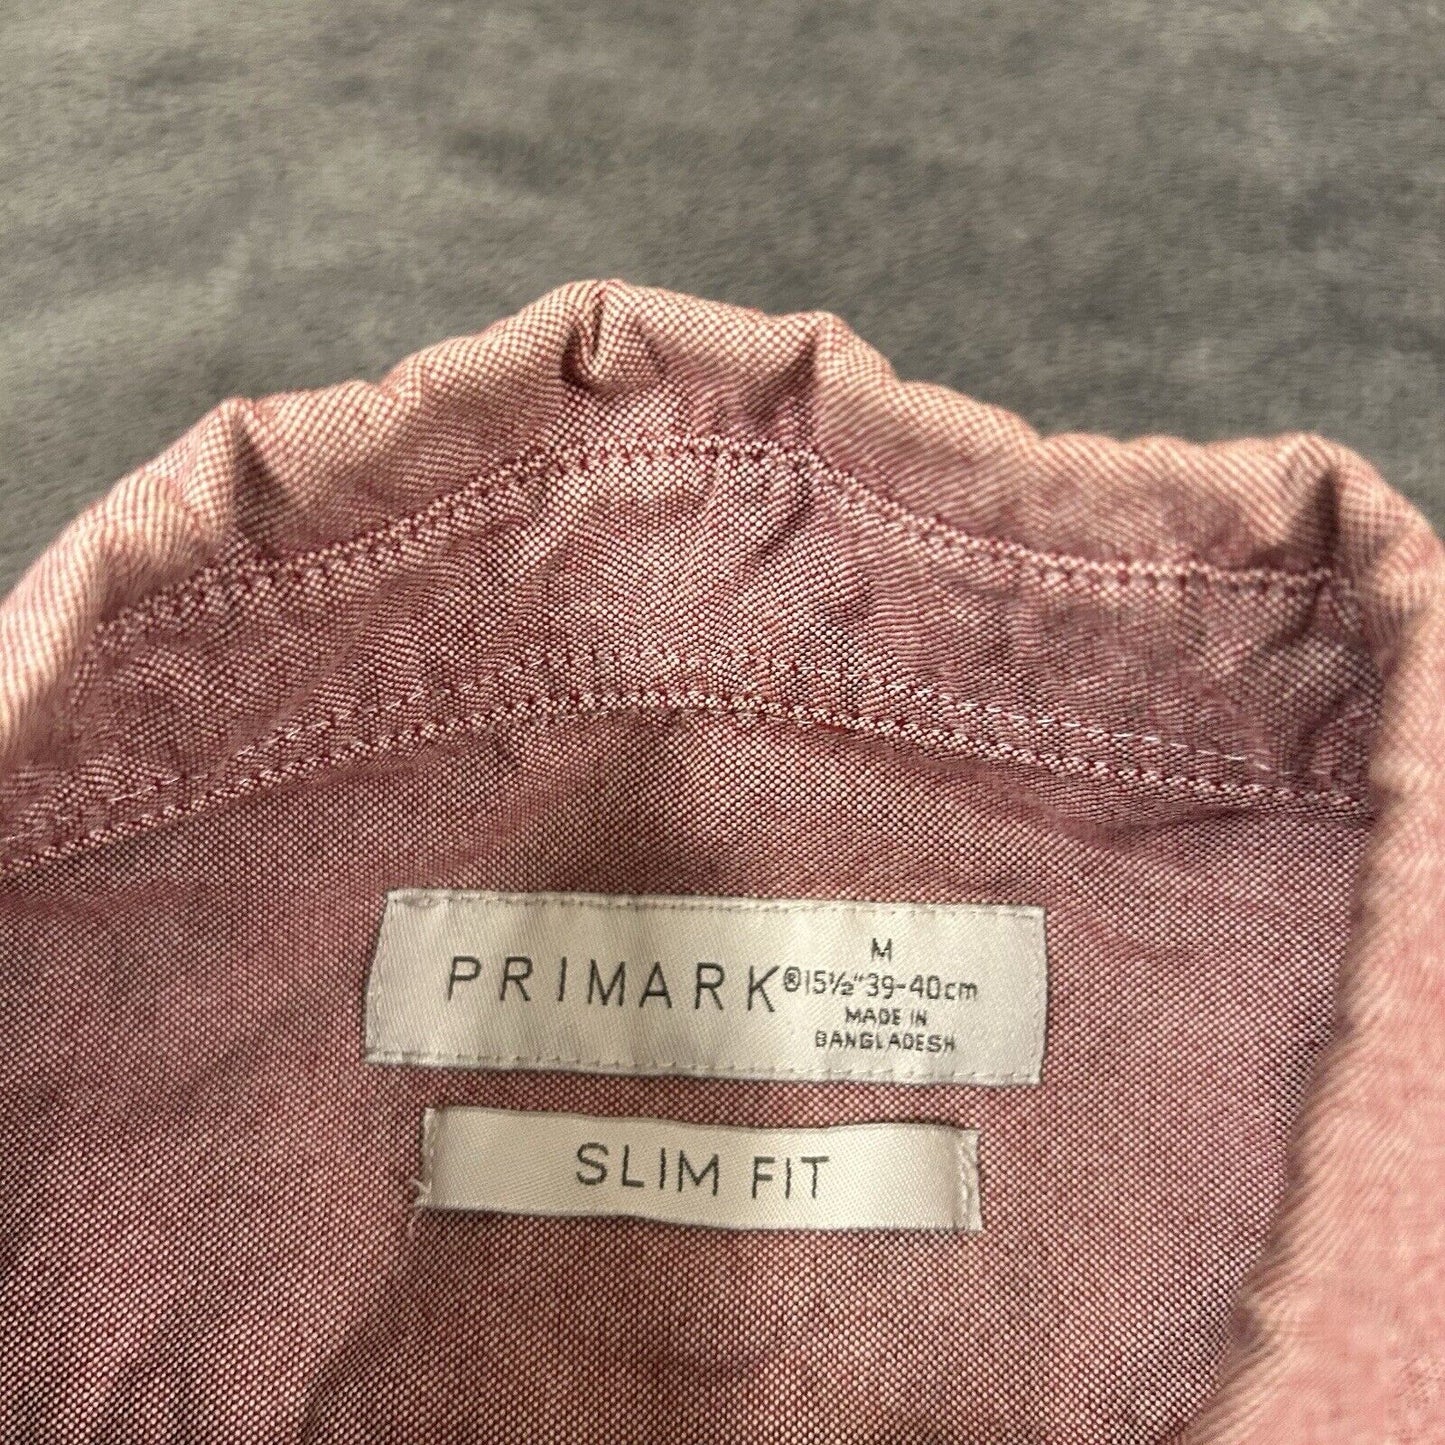 PRIMARK®
M
15½" 39-40cm
MADE IN
BANGLADESH
SLIM FIT